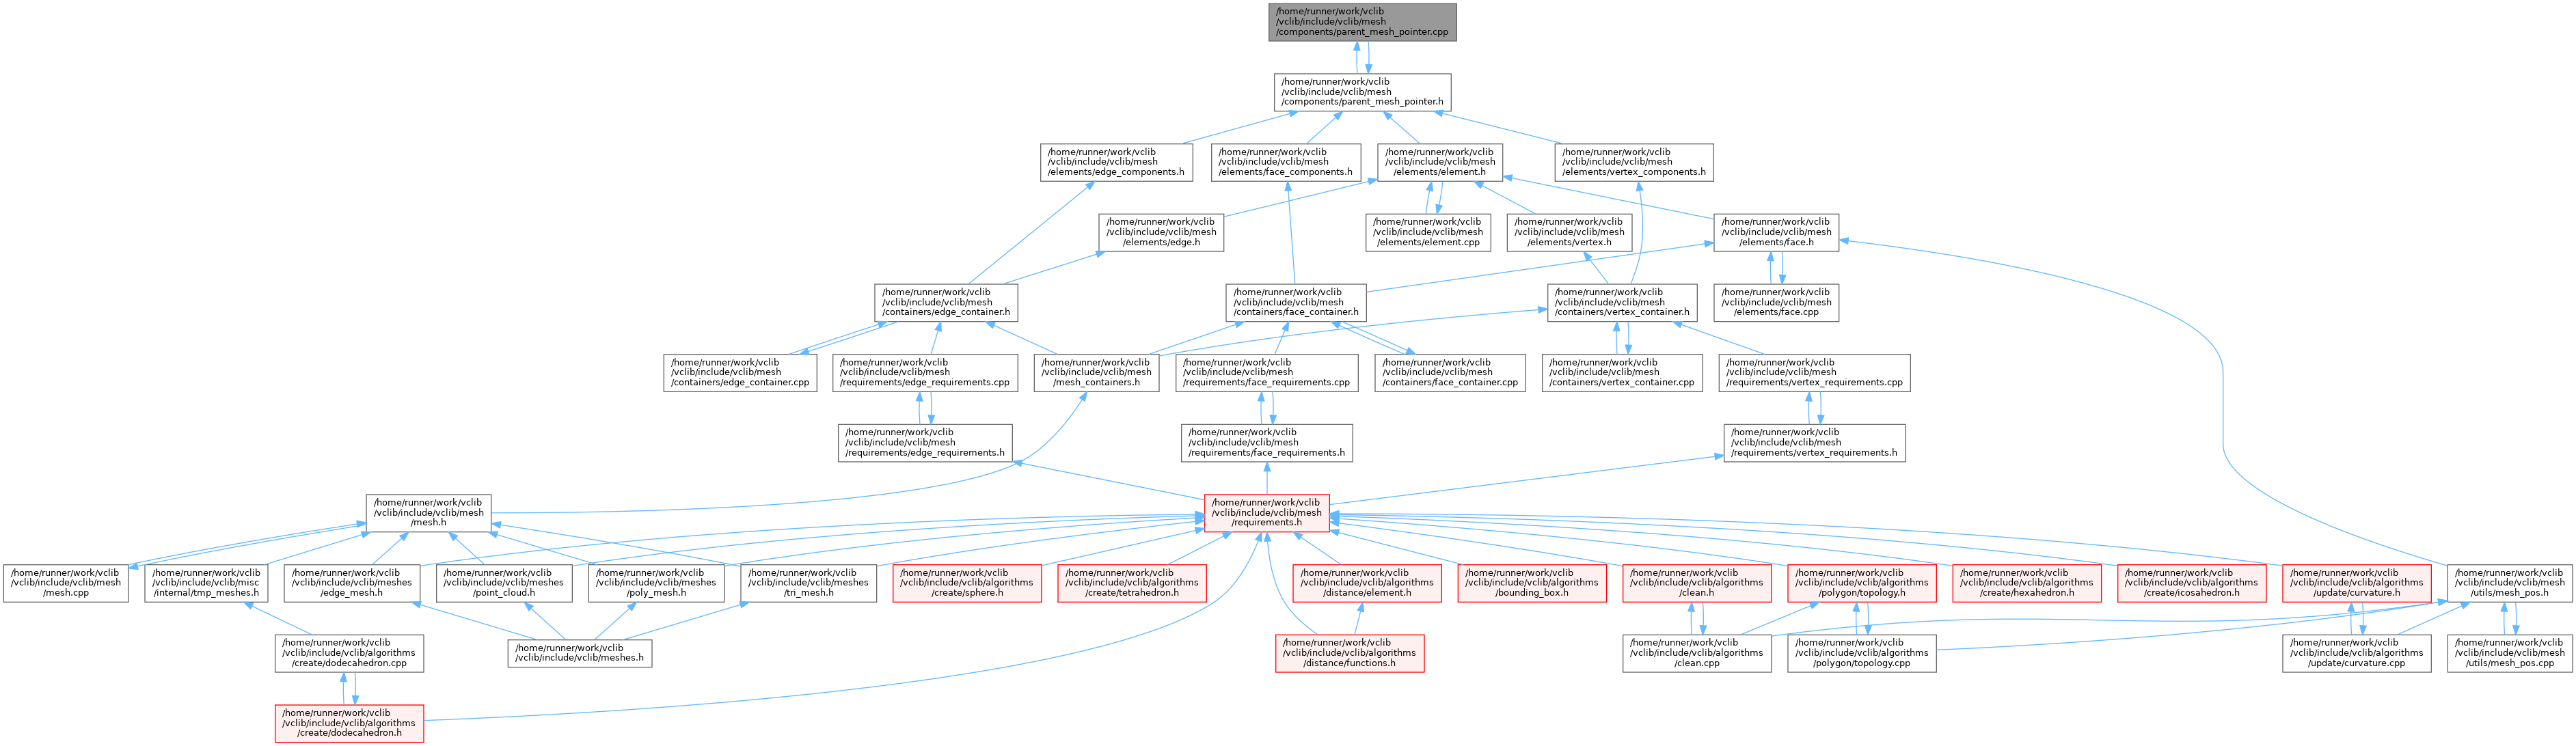 /home/runner/work/vclib
/vclib/include/vclib/mesh
/components/parent_mesh_pointer.cpp
/home/runner/work/vclib
/vclib/include/vclib/mesh
/components/parent_mesh_pointer.h
/home/runner/work/vclib
/vclib/include/vclib/mesh
/elements/edge_components.h
/home/runner/work/vclib
/vclib/include/vclib/mesh
/elements/face_components.h
/home/runner/work/vclib
/vclib/include/vclib/mesh
/elements/element.h
/home/runner/work/vclib
/vclib/include/vclib/mesh
/elements/vertex_components.h
/home/runner/work/vclib
/vclib/include/vclib/mesh
/elements/edge.h
/home/runner/work/vclib
/vclib/include/vclib/mesh
/elements/element.cpp
/home/runner/work/vclib
/vclib/include/vclib/mesh
/elements/vertex.h
/home/runner/work/vclib
/vclib/include/vclib/mesh
/elements/face.h
/home/runner/work/vclib
/vclib/include/vclib/mesh
/containers/edge_container.h
/home/runner/work/vclib
/vclib/include/vclib/mesh
/containers/face_container.h
/home/runner/work/vclib
/vclib/include/vclib/mesh
/containers/vertex_container.h
/home/runner/work/vclib
/vclib/include/vclib/mesh
/elements/face.cpp
/home/runner/work/vclib
/vclib/include/vclib/mesh
/containers/edge_container.cpp
/home/runner/work/vclib
/vclib/include/vclib/mesh
/requirements/edge_requirements.cpp
/home/runner/work/vclib
/vclib/include/vclib/mesh
/mesh_containers.h
/home/runner/work/vclib
/vclib/include/vclib/mesh
/requirements/face_requirements.cpp
/home/runner/work/vclib
/vclib/include/vclib/mesh
/containers/face_container.cpp
/home/runner/work/vclib
/vclib/include/vclib/mesh
/containers/vertex_container.cpp
/home/runner/work/vclib
/vclib/include/vclib/mesh
/requirements/vertex_requirements.cpp
/home/runner/work/vclib
/vclib/include/vclib/mesh
/requirements/edge_requirements.h
/home/runner/work/vclib
/vclib/include/vclib/mesh
/requirements/face_requirements.h
/home/runner/work/vclib
/vclib/include/vclib/mesh
/requirements/vertex_requirements.h
/home/runner/work/vclib
/vclib/include/vclib/mesh
/mesh.h
/home/runner/work/vclib
/vclib/include/vclib/mesh
/requirements.h
/home/runner/work/vclib
/vclib/include/vclib/mesh
/mesh.cpp
/home/runner/work/vclib
/vclib/include/vclib/misc
/internal/tmp_meshes.h
/home/runner/work/vclib
/vclib/include/vclib/meshes
/edge_mesh.h
/home/runner/work/vclib
/vclib/include/vclib/meshes
/point_cloud.h
/home/runner/work/vclib
/vclib/include/vclib/meshes
/poly_mesh.h
/home/runner/work/vclib
/vclib/include/vclib/meshes
/tri_mesh.h
/home/runner/work/vclib
/vclib/include/vclib/algorithms
/create/sphere.h
/home/runner/work/vclib
/vclib/include/vclib/algorithms
/create/tetrahedron.h
/home/runner/work/vclib
/vclib/include/vclib/algorithms
/distance/element.h
/home/runner/work/vclib
/vclib/include/vclib/algorithms
/bounding_box.h
/home/runner/work/vclib
/vclib/include/vclib/algorithms
/clean.h
/home/runner/work/vclib
/vclib/include/vclib/algorithms
/polygon/topology.h
/home/runner/work/vclib
/vclib/include/vclib/algorithms
/create/hexahedron.h
/home/runner/work/vclib
/vclib/include/vclib/algorithms
/create/icosahedron.h
/home/runner/work/vclib
/vclib/include/vclib/algorithms
/update/curvature.h
/home/runner/work/vclib
/vclib/include/vclib/mesh
/utils/mesh_pos.h
/home/runner/work/vclib
/vclib/include/vclib/algorithms
/create/dodecahedron.cpp
/home/runner/work/vclib
/vclib/include/vclib/meshes.h
/home/runner/work/vclib
/vclib/include/vclib/algorithms
/distance/functions.h
/home/runner/work/vclib
/vclib/include/vclib/algorithms
/clean.cpp
/home/runner/work/vclib
/vclib/include/vclib/algorithms
/polygon/topology.cpp
/home/runner/work/vclib
/vclib/include/vclib/algorithms
/update/curvature.cpp
/home/runner/work/vclib
/vclib/include/vclib/mesh
/utils/mesh_pos.cpp
/home/runner/work/vclib
/vclib/include/vclib/algorithms
/create/dodecahedron.h